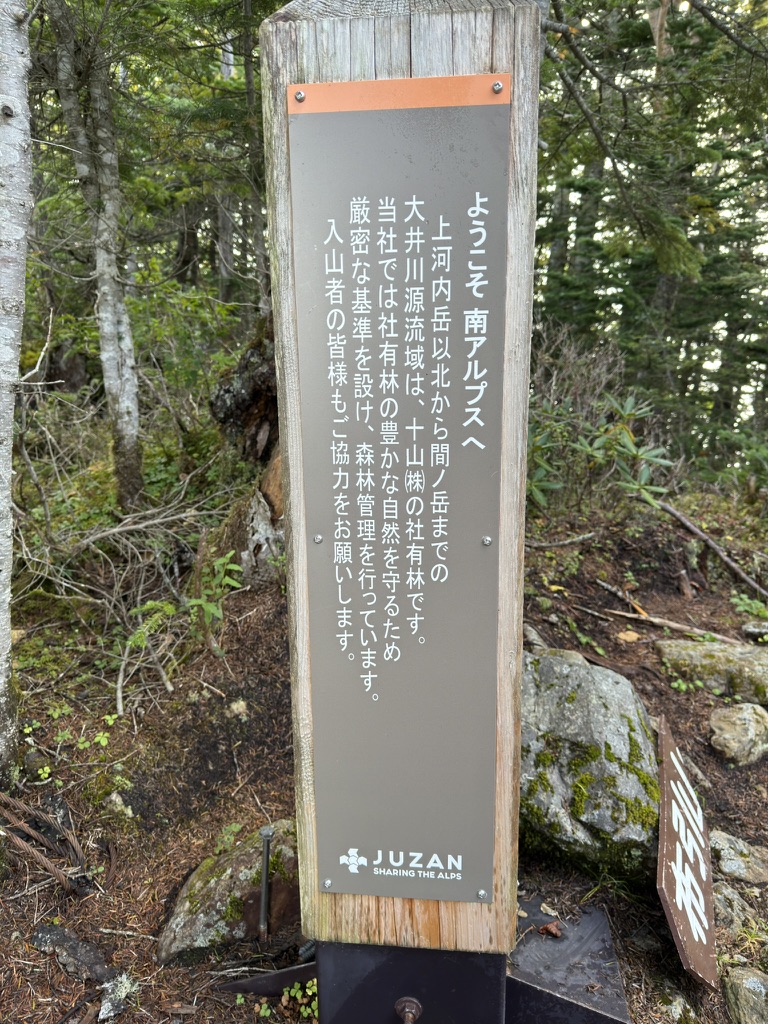 ようこそ 南アルプスへ
上河内岳以北から間ノ岳までの
大井川源流域は、十山㈱の社有林です。
当社では社有林の豊かな自然を守るため
厳密な基準を設け、森林管理を行っています。
入山者の皆様もご協力をお願いします。
JUZAN
SHARING THE ALPS